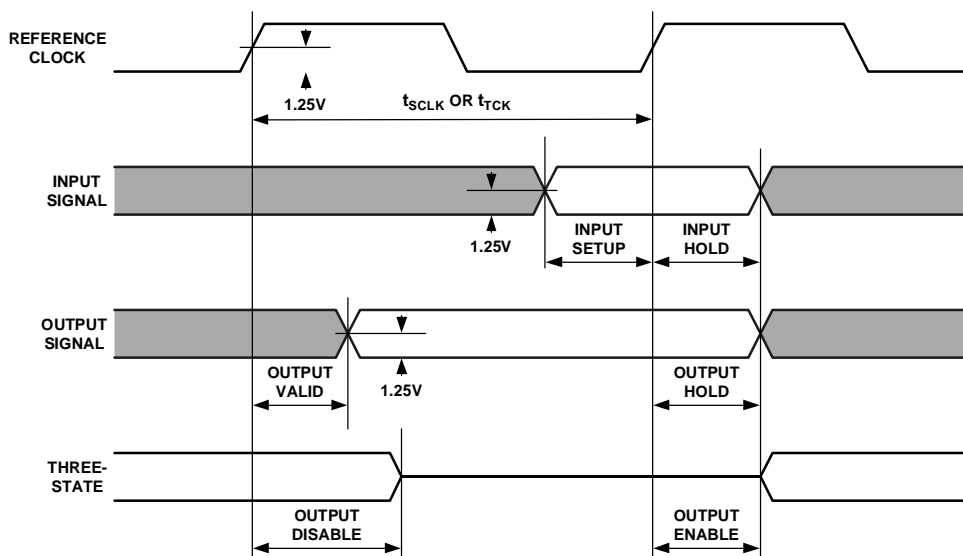 REFERENCE
CLOCK
1.25V
tSCLK OR tTCK
INPUT
SIGNAL
1.25V
INPUT
SETUP
INPUT
HOLD
OUTPUT
SIGNAL
OUTPUT
VALID
1.25V
OUTPUT
HOLD
THREE-
STATE
OUTPUT
DISABLE
OUTPUT
ENABLE